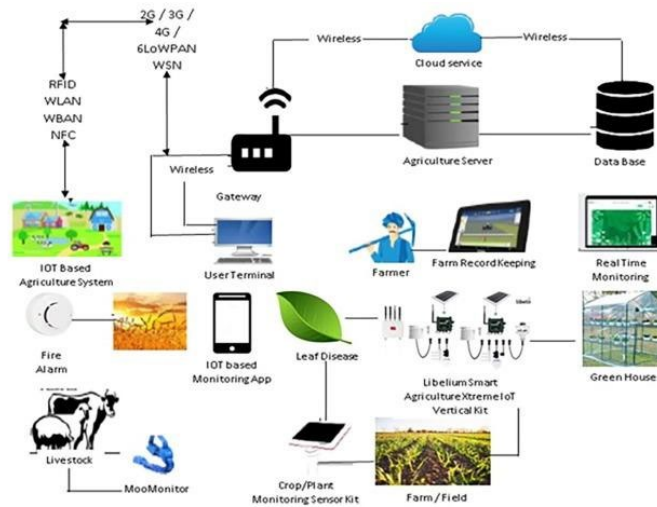 2G / 3G /
4G /
6LoWPAN
WSN
Wireless
Wireless
Cloud service
RFID
WLAN
WBAN
NFC
Agriculture Server
Data Base
Wireless
Gateway
IOT Based
Agriculture System
User Terminal
Farmer
Farm Record Keeping
Real Time
Monitoring
Fire
Alarm
IOT based
Monitoring App
Leaf Disease
Libelium Smart
Agriculture Xtreme IoT
Vertical Kit
Green House
Livestock
MooMonitor
Crop/Plant
Monitoring Sensor Kit
Farm / Field